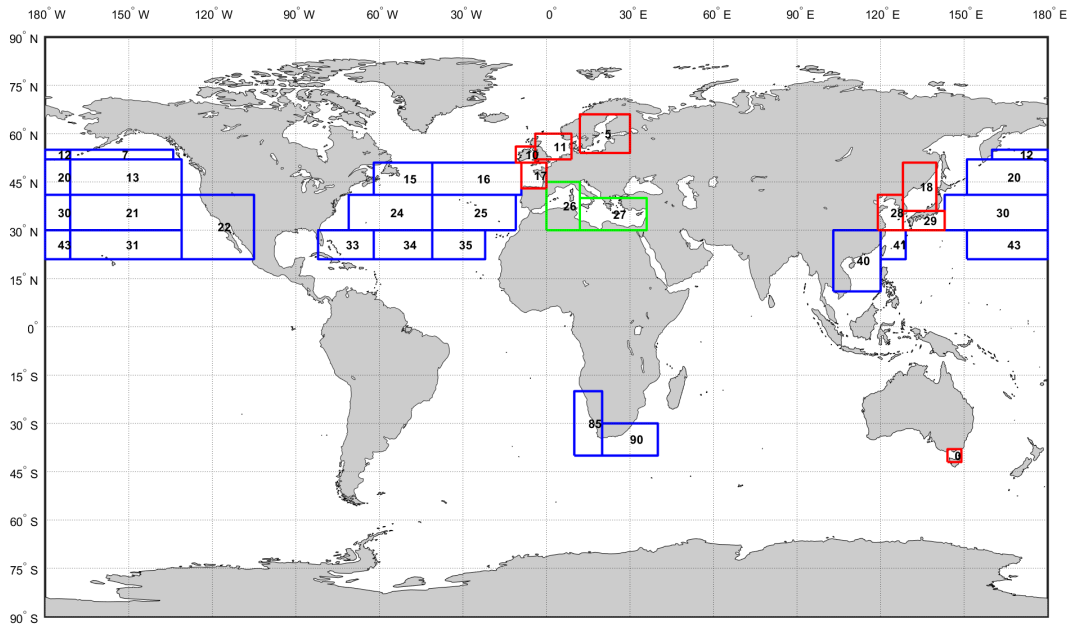 180° W 150° W 120° W 90° W 60° W 30° W 0° E 30° E 60° E 90° E 120° E 150° E 180° E
90° N
75° N
60° N
45° N
30° N
15° N
0°
15° S
30° S
45° S
60° S
75° S
90° S
5
11
12 7 10 12
20 13 15 16 17 18 20
30 21 22 24 25 26 27 28 29 30
43 31 33 34 35 40 41 43
85 90
0